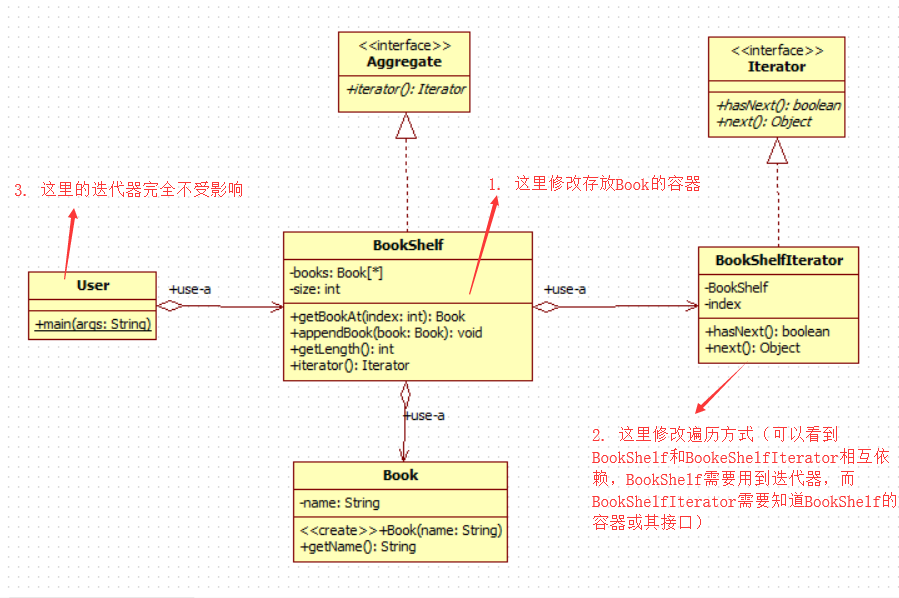 <<interface>>
Aggregate
+iterator(): Iterator
<<interface>>
Iterator
+hasNext(): boolean
+next(): Object
3. 这里的迭代器完全不受影响
1. 这里修改存放Book的容器
BookShelf
-books: Book[*]
-size: int
+getBookAt(index: int): Book
+appendBook(book: Book): void
+getLength(): int
+iterator(): Iterator
User
+main(args: String)
+use-a
+use-a
BookShelfIterator
-BookShelf
-index
+hasNext(): boolean
+next(): Object
+use-a
2. 这里修改遍历方式（可以看到
BookShelf和BookeShelfIterator相互依
赖，BookShelf需要用到迭代器，而
BookShelfIterator需要知道BookShelf的
容器或其接口）
Book
-name: String
<<create>>+Book(name: String)
+getName(): String